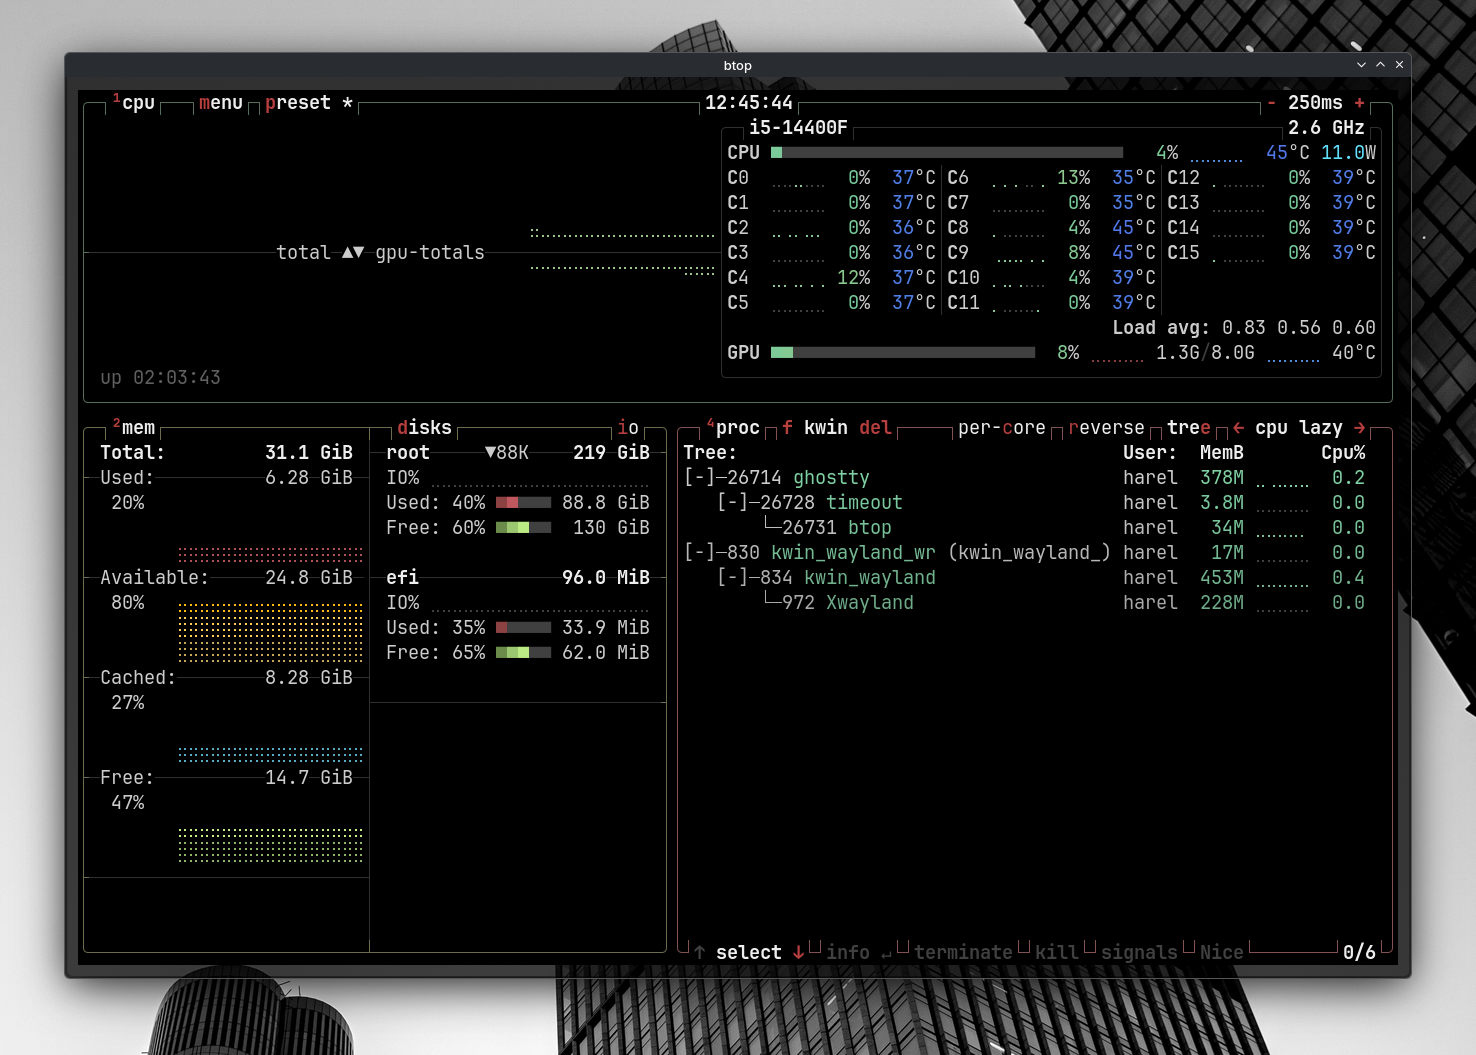 btop
1cpu menu preset * 12:45:44 - 250ms +
i5-14400F 2.6 GHz
CPU 4% 45°C 11.0W
C0 0% 37°C C6 13% 35°C C12 0% 39°C
C1 0% 37°C C7 0% 35°C C13 0% 39°C
C2 0% 36°C C8 4% 45°C C14 0% 39°C
total ▲▼ gpu-totals C3 0% 36°C C9 8% 45°C C15 0% 39°C
C4 12% 37°C C10 4% 39°C
C5 0% 37°C C11 0% 39°C
Load avg: 0.83 0.56 0.60
GPU 8% 1.3G/8.0G 40°C
up 02:03:43
2mem
Total: 31.1 GiB
Used: 6.28 GiB
20%
Available: 24.8 GiB
80%
Cached: 8.28 GiB
27%
Free: 14.7 GiB
47%
disks io
root ▼88K 219 GiB
IO%
Used: 40% 88.8 GiB
Free: 60% 130 GiB
efi 96.0 MiB
IO%
Used: 35% 33.9 MiB
Free: 65% 62.0 MiB
4proc f kwin del per-core reverse tree ← cpu lazy →
Tree: User: MemB Cpu%
[-]─26714 ghostty harel 378M 0.2
[-]─26728 timeout harel 3.8M 0.0
└─26731 btop harel 34M 0.0
[-]─830 kwin_wayland_wr (kwin_wayland_) harel 17M 0.0
[-]─834 kwin_wayland harel 453M 0.4
└─972 Xwayland harel 228M 0.0
↑ select ↓ info ↵ terminate kill signals Nice 0/6